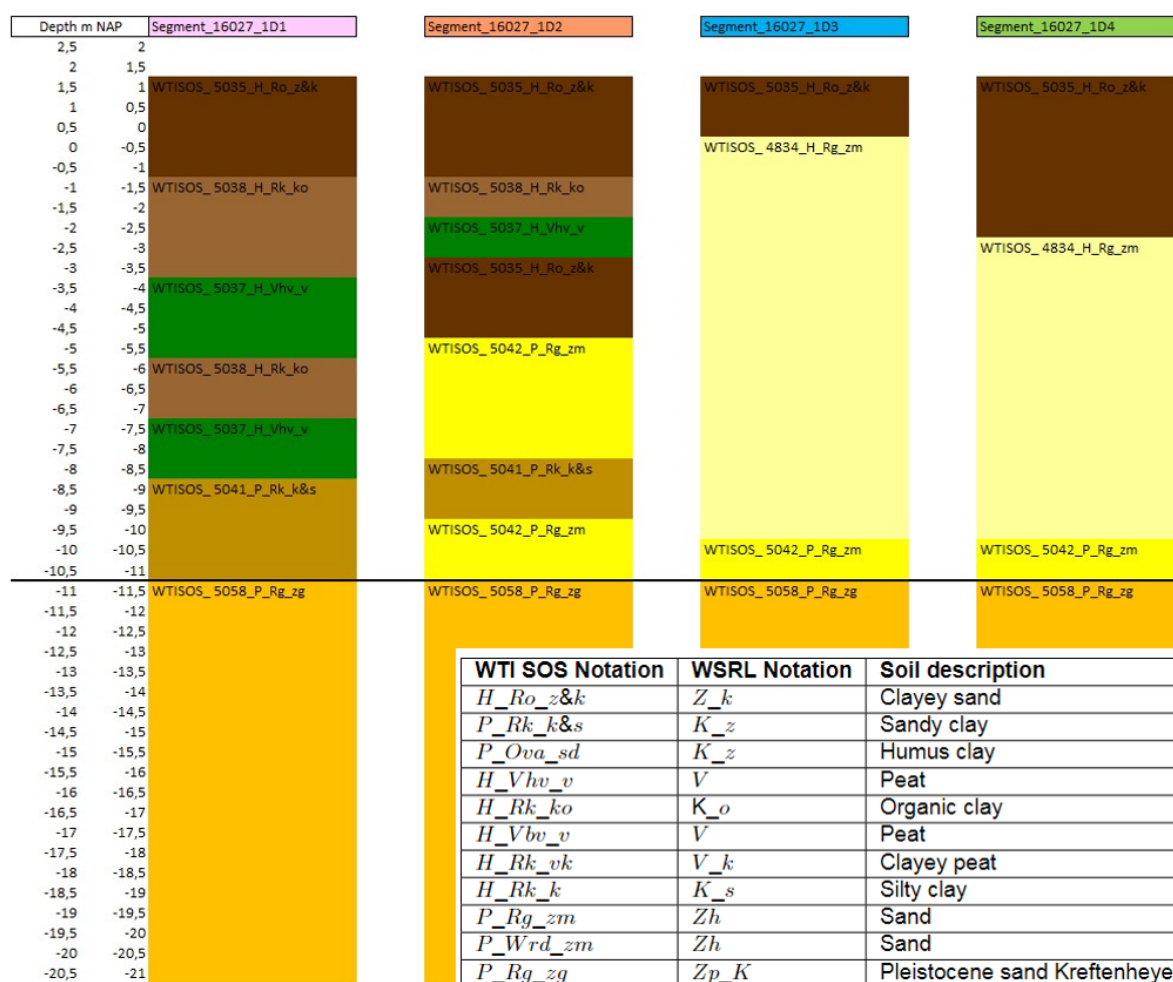 Depth m NAP Segment_16027_1D1 Segment_16027_1D2 Segment_16027_1D3 Segment_16027_1D4
2,5 2
2 1,5
1,5 1 WTISOS_ 5035_H_Ro_z&k WTISOS_ 5035_H_Ro_z&k WTISOS_ 5035_H_Ro_z&k WTISOS_ 5035_H_Ro_z&k
1 0,5
0,5 0
0 -0,5 WTISOS_ 4834_H_Rg_zm
-0,5 -1
-1 -1,5 WTISOS_ 5038_H_Rk_ko WTISOS_ 5038_H_Rk_ko
-1,5 -2
-2 -2,5 WTISOS_ 5037_H_Vhv_v
-2,5 -3 WTISOS_ 4834_H_Rg_zm
-3 -3,5 WTISOS_ 5035_H_Ro_z&k
-3,5 -4 WTISOS_ 5037_H_Vhv_v
-4 -4,5
-4,5 -5
-5 -5,5 WTISOS_ 5042_P_Rg_zm
-5,5 -6 WTISOS_ 5038_H_Rk_ko
-6 -6,5
-6,5 -7
-7 -7,5 WTISOS_ 5037_H_Vhv_v
-7,5 -8
-8 -8,5 WTISOS_ 5041_P_Rk_k&s
-8,5 -9 WTISOS_ 5041_P_Rk_k&s
-9 -9,5
-9,5 -10 WTISOS_ 5042_P_Rg_zm
-10 -10,5 WTISOS_ 5042_P_Rg_zm WTISOS_ 5042_P_Rg_zm
-10,5 -11
-11 -11,5 WTISOS_ 5058_P_Rg_zg WTISOS_ 5058_P_Rg_zg WTISOS_ 5058_P_Rg_zg WTISOS_ 5058_P_Rg_zg
-11,5 -12
-12 -12,5
-12,5 -13
-13 -13,5
-13,5 -14
-14 -14,5
-14,5 -15
-15 -15,5
-15,5 -16
-16 -16,5
-16,5 -17
-17 -17,5
-17,5 -18
-18 -18,5
-18,5 -19
-19 -19,5
-19,5 -20
-20 -20,5
-20,5 -21
WTI SOS Notation WSRL Notation Soil description
H_Ro_z&k Z_k Clayey sand
P_Rk_k&s K_z Sandy clay
P_Ova_sd K_z Humus clay
H_Vhv_v V Peat
H_Rk_ko K_o Organic clay
H_Vbv_v V Peat
H_Rk_vk V_k Clayey peat
H_Rk_k K_s Silty clay
P_Rg_zm Zh Sand
P_Wrd_zm Zh Sand
P_Rg_zg Zp_K Pleistocene sand Kreftenheye